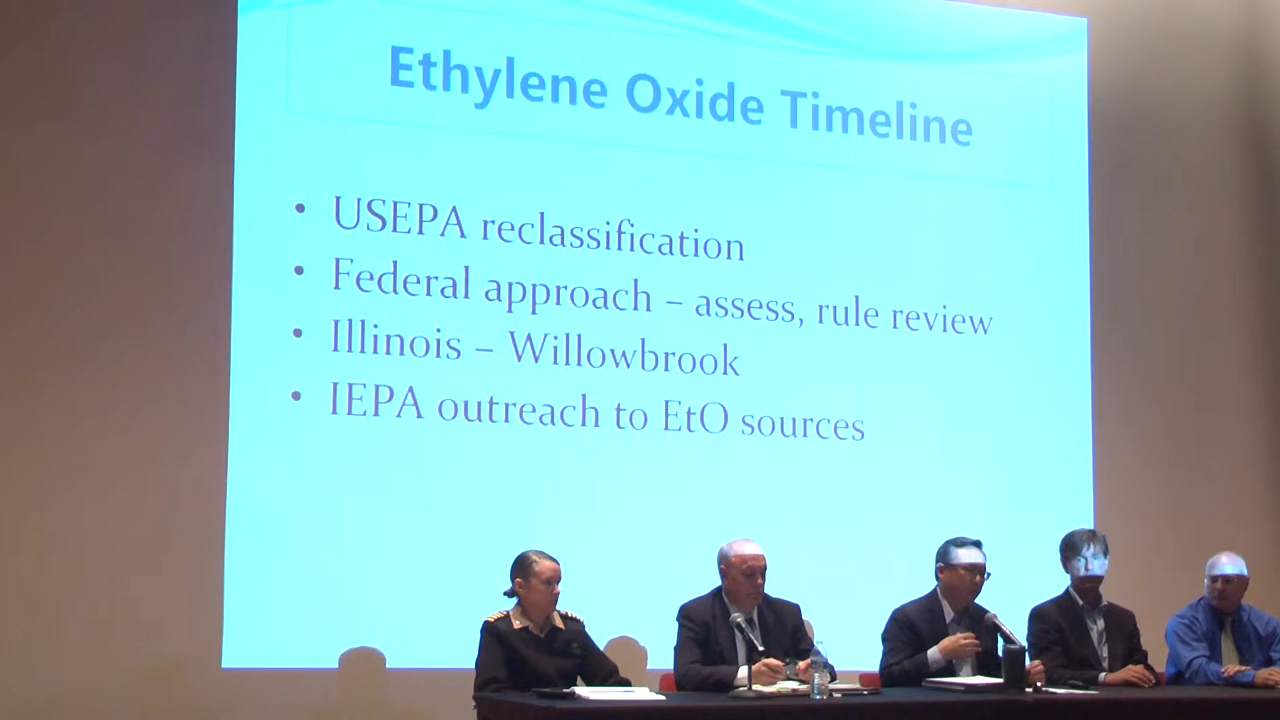 Ethylene Oxide Timeline
• USEPA reclassification
• Federal approach – assess, rule review
• Illinois – Willowbrook
• IEPA outreach to EtO sources